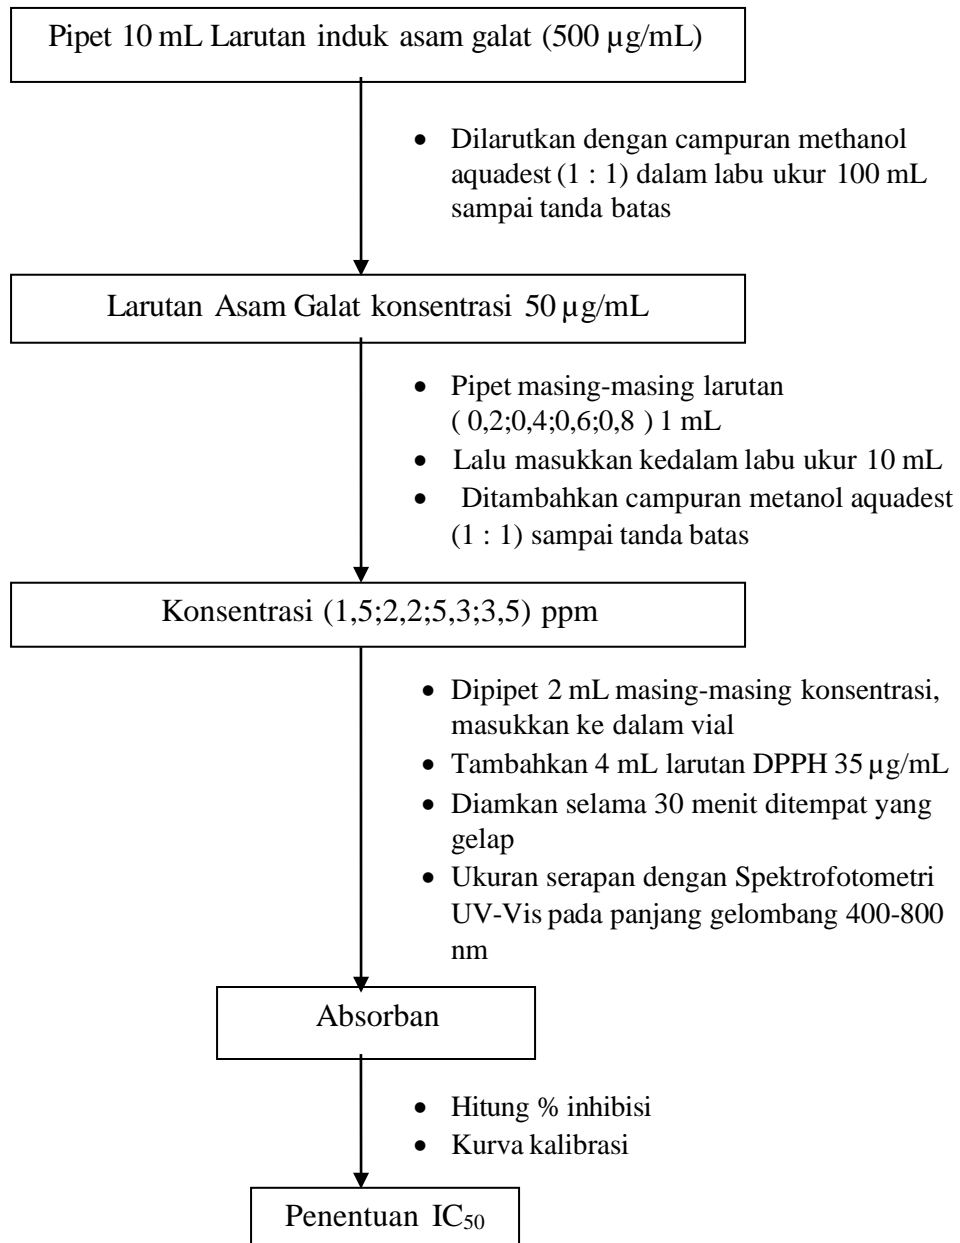 Pipet 10 mL Larutan induk asam galat (500 µg/mL)
• Dilarutkan dengan campuran methanol
aquadest (1 : 1) dalam labu ukur 100 mL
sampai tanda batas
Larutan Asam Galat konsentrasi 50 µg/mL
• Pipet masing-masing larutan
( 0,2;0,4;0,6;0,8 ) 1 mL
• Lalu masukkan kedalam labu ukur 10 mL
• Ditambahkan campuran metanol aquadest
(1 : 1) sampai tanda batas
Konsentrasi (1,5;2,2;5,3;3,5) ppm
• Dipipet 2 mL masing-masing konsentrasi,
masukkan ke dalam vial
• Tambahkan 4 mL larutan DPPH 35 µg/mL
• Diamkan selama 30 menit ditempat yang
gelap
• Ukuran serapan dengan Spektrofotometri
UV-Vis pada panjang gelombang 400-800
nm
Absorban
• Hitung % inhibisi
• Kurva kalibrasi
Penentuan IC₅₀